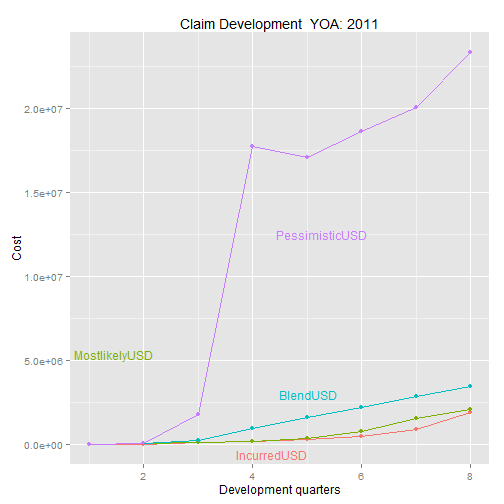 Claim Development  YOA: 2011
2.0e+07
1.5e+07
PessimisticUSD
Cost
1.0e+07
5.0e+06
MostlikelyUSD
BlendUSD
0.0e+00
IncurredUSD
2 4 6 8
Development quarters